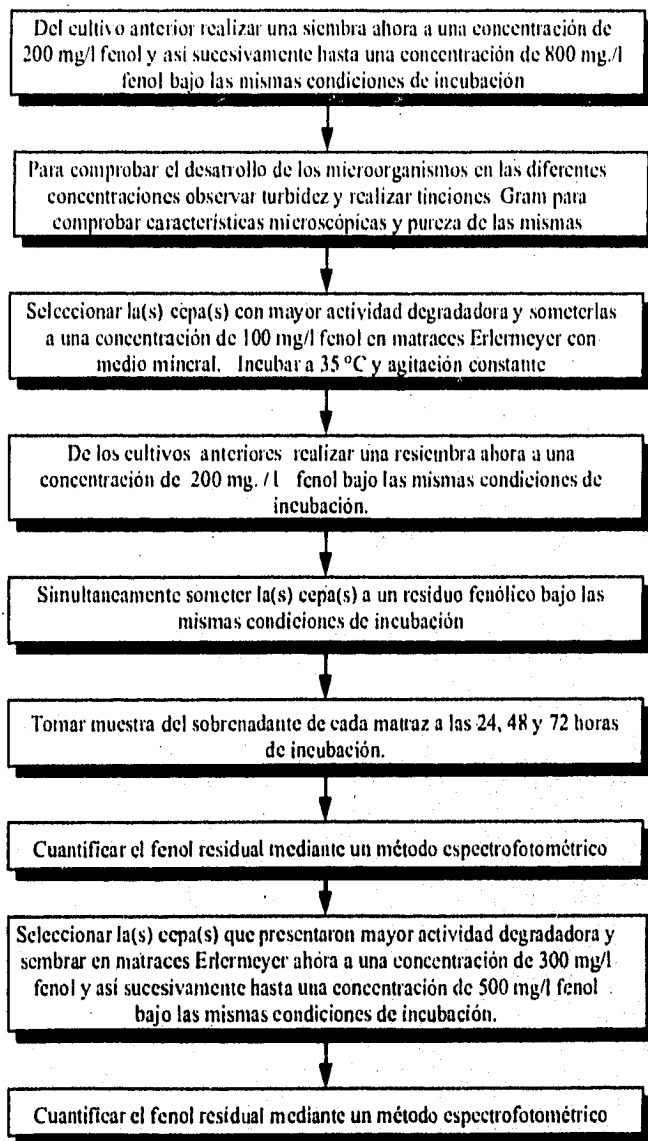 Del cultivo anterior realizar una siembra ahora a una concentración de
200 mg/l fenol y así sucesivamente hasta una concentración de 800 mg./l
fenol bajo las mismas condiciones de incubación
Para comprobar el desarrollo de los microorganismos en las diferentes
concentraciones observar turbidez y realizar tinciones Gram para
comprobar características microscópicas y pureza de las mismas
Seleccionar la(s) cepa(s) con mayor actividad degradadora y someterlas
a una concentración de 100 mg/l fenol en matraces Erlermeyer con
medio mineral. Incubar a 35 °C y agitación constante
De los cultivos anteriores realizar una resiembra ahora a una
concentración de 200 mg. / l fenol bajo las mismas condiciones de
incubación.
Simultaneamente someter la(s) cepa(s) a un residuo fenólico bajo las
mismas condiciones de incubación
Tomar muestra del sobrenadante de cada matraz a las 24, 48 y 72 horas
de incubación.
Cuantificar el fenol residual mediante un método espectrofotométrico
Seleccionar la(s) cepa(s) que presentaron mayor actividad degradadora y
sembrar en matraces Erlermeyer ahora a una concentración de 300 mg/l
fenol y así sucesivamente hasta una concentración de 500 mg/l fenol
bajo las mismas condiciones de incubación.
Cuantificar el fenol residual mediante un método espectrofotométrico